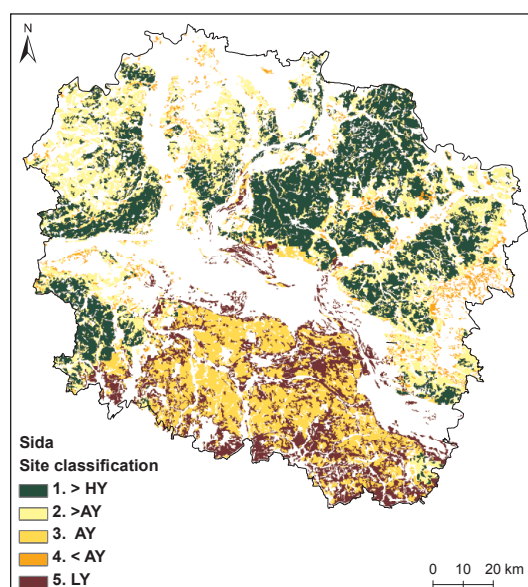 N
Sida
Site classification
1. > HY
2. >AY
3. AY
4. < AY
5. LY
0 10 20 km